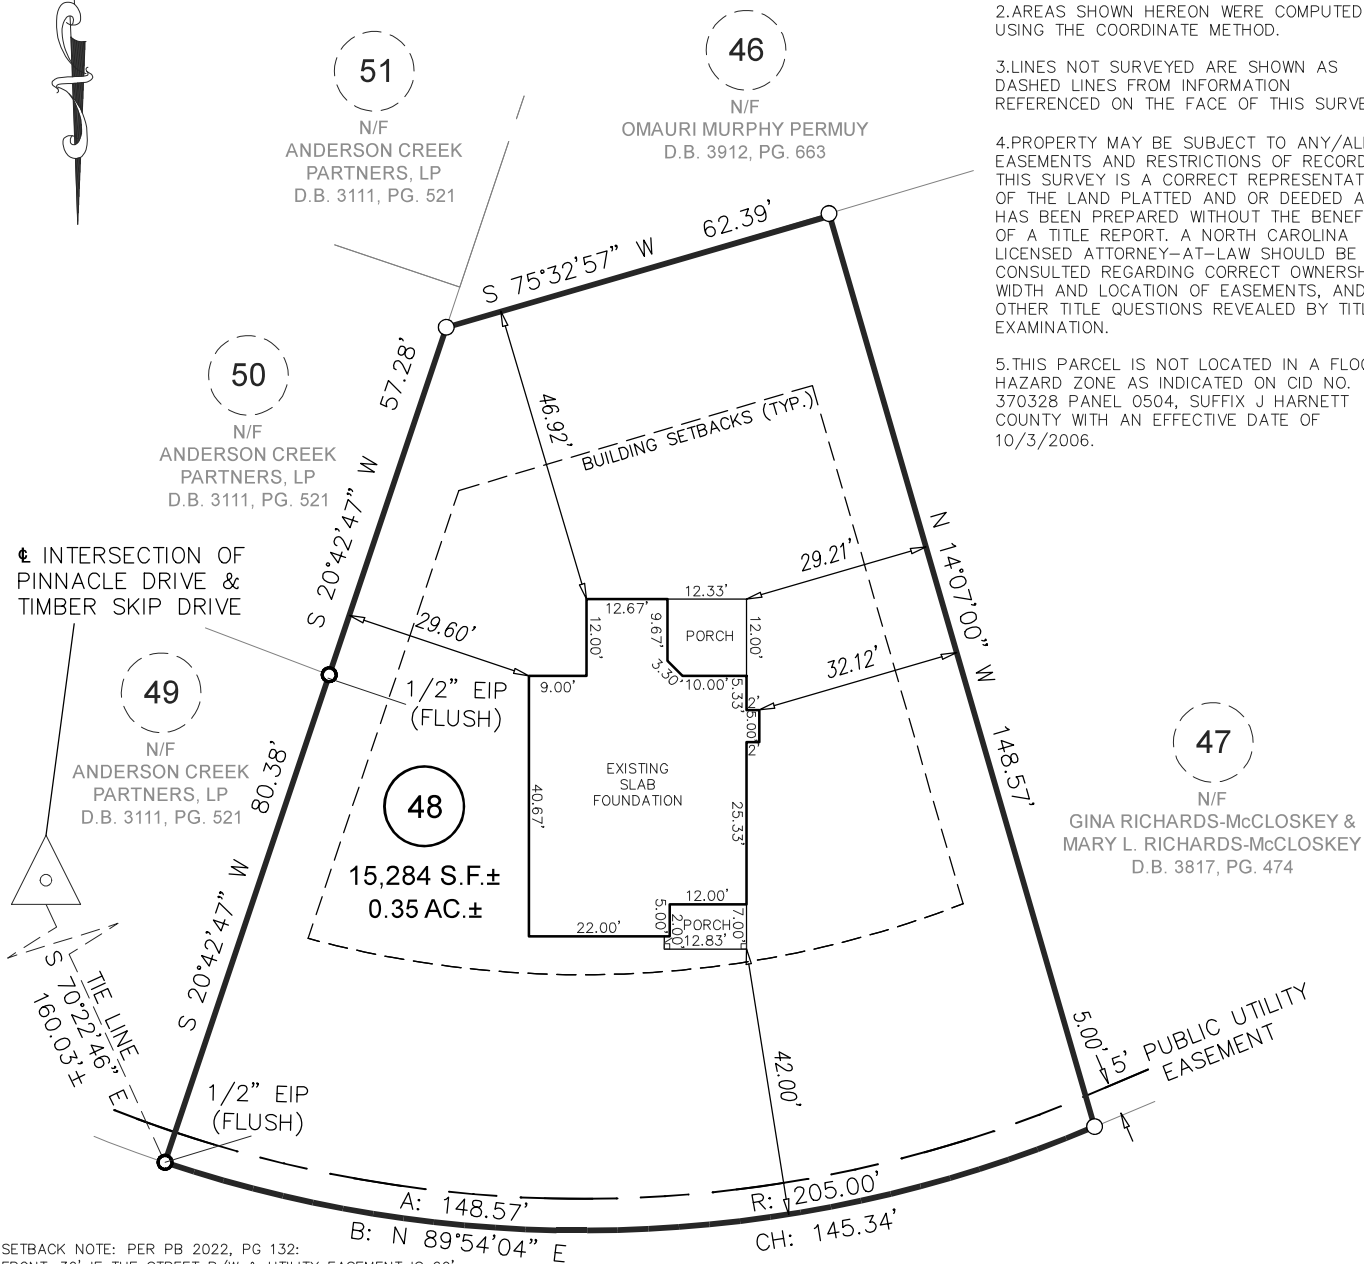 2.AREAS SHOWN HEREON WERE COMPUTED
USING THE COORDINATE METHOD.
3.LINES NOT SURVEYED ARE SHOWN AS
DASHED LINES FROM INFORMATION
REFERENCED ON THE FACE OF THIS
4.PROPERTY MAY BE SUBJECT TO
EASEMENTS AND RESTRICTIONS OF
THIS SURVEY IS A CORRECT
OF THE LAND PLATTED AND OR DEEDED
HAS BEEN PREPARED WITHOUT THE
OF A TITLE REPORT. A NORTH CAROLINA
LICENSED ATTORNEY-AT-LAW SHOULD BE
CONSULTED REGARDING CORRECT
WIDTH AND LOCATION OF EASEMENTS, AND
OTHER TITLE QUESTIONS REVEALED BY
EXAMINATION.
5.THIS PARCEL IS NOT LOCATED IN A
HAZARD ZONE AS INDICATED ON CID NO.
370328 PANEL 0504, SUFFIX J HARNETT
COUNTY WITH AN EFFECTIVE DATE OF
10/3/2006.
51
N/F
ANDERSON CREEK
PARTNERS, LP
D.B. 3111, PG. 521
46
N/F
OMAURI MURPHY PERMUY
D.B. 3912, PG. 663
S 75°32'57" W 62.39'
50
N/F
ANDERSON CREEK
PARTNERS, LP
D.B. 3111, PG. 521
S 20°42'47" W 57.28'
46.92'
BUILDING SETBACKS (TYP.)
N 14°07'00" W 148.57'
℄ INTERSECTION OF
PINNACLE DRIVE &
TIMBER SKIP DRIVE
29.60'
29.21'
32.12'
12.67'
12.33'
12.00'
9.67'
PORCH
12.00'
3.30'
9.00'
10.00'
5.33'
2'
5.00'
2'
1/2" EIP
(FLUSH)
49
N/F
ANDERSON CREEK
PARTNERS, LP
D.B. 3111, PG. 521
S 20°42'47" W 80.38'
48
15,284 S.F.±
0.35 AC.±
EXISTING
SLAB
FOUNDATION
40.67'
25.33'
47
N/F
GINA RICHARDS-McCLOSKEY &
MARY L. RICHARDS-McCLOSKEY
D.B. 3817, PG. 474
12.00'
22.00'
5.00'
2.00'
PORCH
7.00'
12.83'
TIE LINE
S 70°22'46" E
160.03'±
42.00'
5.00'
5' PUBLIC UTILITY
EASEMENT
1/2" EIP
(FLUSH)
A: 148.57'
R: 205.00'
B: N 89°54'04" E
CH: 145.34'
SETBACK NOTE: PER PB 2022, PG 132: